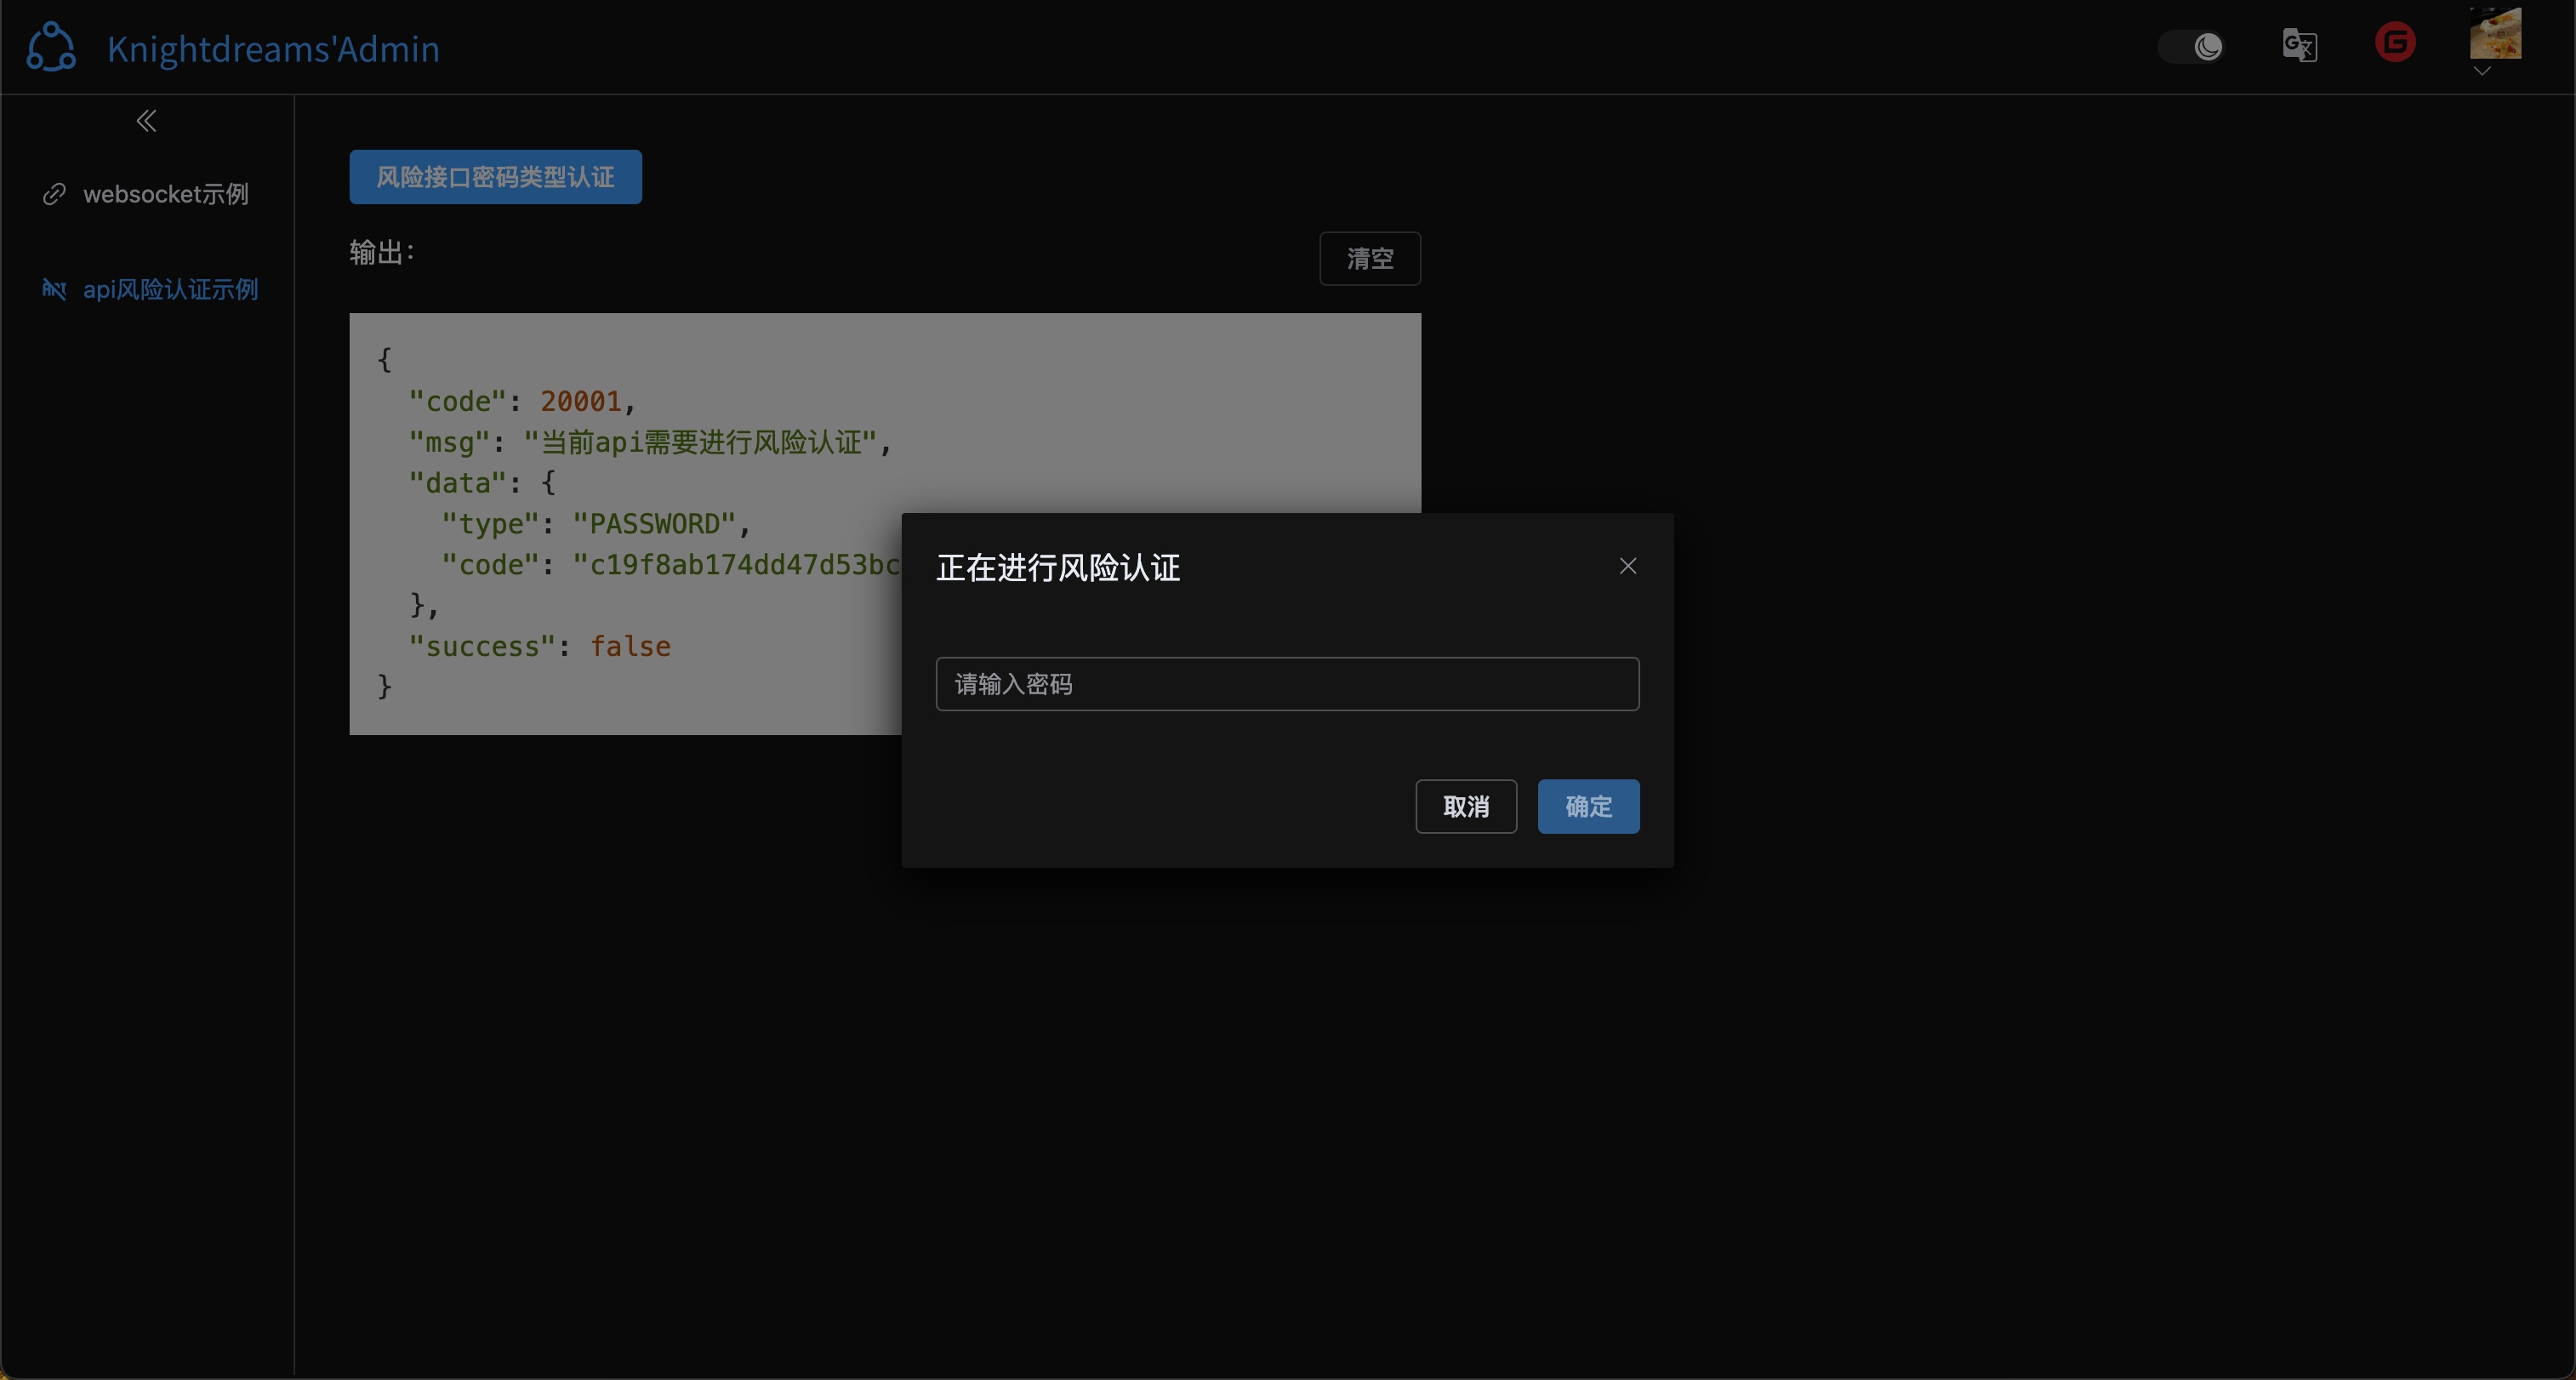 Knightdreams'Admin
websocket示例
api风险认证示例
风险接口密码类型认证
输出：
清空
{
"code": 20001,
"msg": "当前api需要进行风险认证",
"data": {
"type": "PASSWORD",
"code": "c19f8ab174dd47d53bc
},
"success": false
}
正在进行风险认证
请输入密码
取消
确定